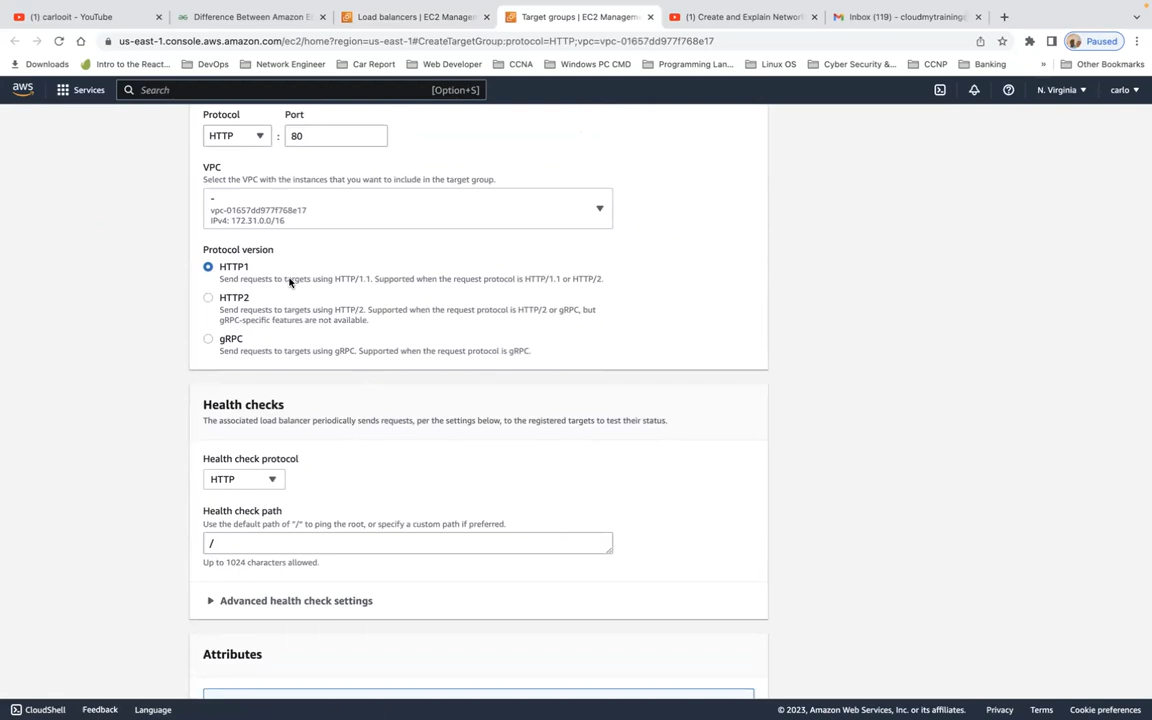 (1) carlooit - YouTube
Difference Between Amazon E
Load balancers | EC2 Manage
Target groups | EC2 Managem
(1) Create and Explain Networ
Inbox (119) - cloudmytraining
us-east-1.console.aws.amazon.com/ec2/home?region=us-east-1#CreateTargetGroup:protocol=HTTP;vpc=vpc-01657dd977f768e17
Paused
Downloads
Intro to the React...
DevOps
Network Engineer
Car Report
Web Developer
CCNA
Windows PC CMD
Programming Lan...
Linux OS
Cyber Security &...
CCNP
Banking
»
Other Bookmarks
aws
Services
Search
[Option+S]
N. Virginia
carlo
Protocol
Port
HTTP
:
80
VPC
Select the VPC with the instances that you want to include in the target group.
-
vpc-01657dd977f768e17
IPv4: 172.31.0.0/16
Protocol version
HTTP1
Send requests to targets using HTTP/1.1. Supported when the request protocol is HTTP/1.1 or HTTP/2.
HTTP2
Send requests to targets using HTTP/2. Supported when the request protocol is HTTP/2 or gRPC, but
gRPC-specific features are not available.
gRPC
Send requests to targets using gRPC. Supported when the request protocol is gRPC.
Health checks
The associated load balancer periodically sends requests, per the settings below, to the registered targets to test their status.
Health check protocol
HTTP
Health check path
Use the default path of "/" to ping the root, or specify a custom path if preferred.
/
Up to 1024 characters allowed.
Advanced health check settings
Attributes
CloudShell
Feedback
Language
© 2023, Amazon Web Services, Inc. or its affiliates.
Privacy
Terms
Cookie preferences